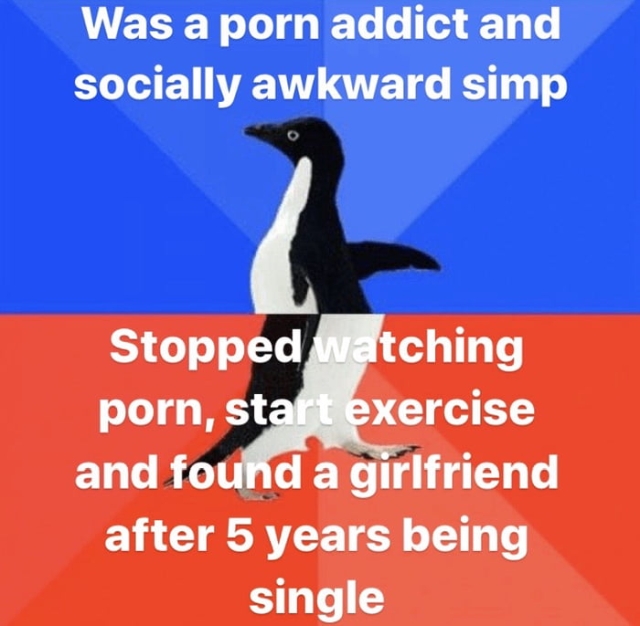 Was a porn addict and
socially awkward simp
Stopped watching
porn, start exercise
and found a girlfriend
after 5 years being
single